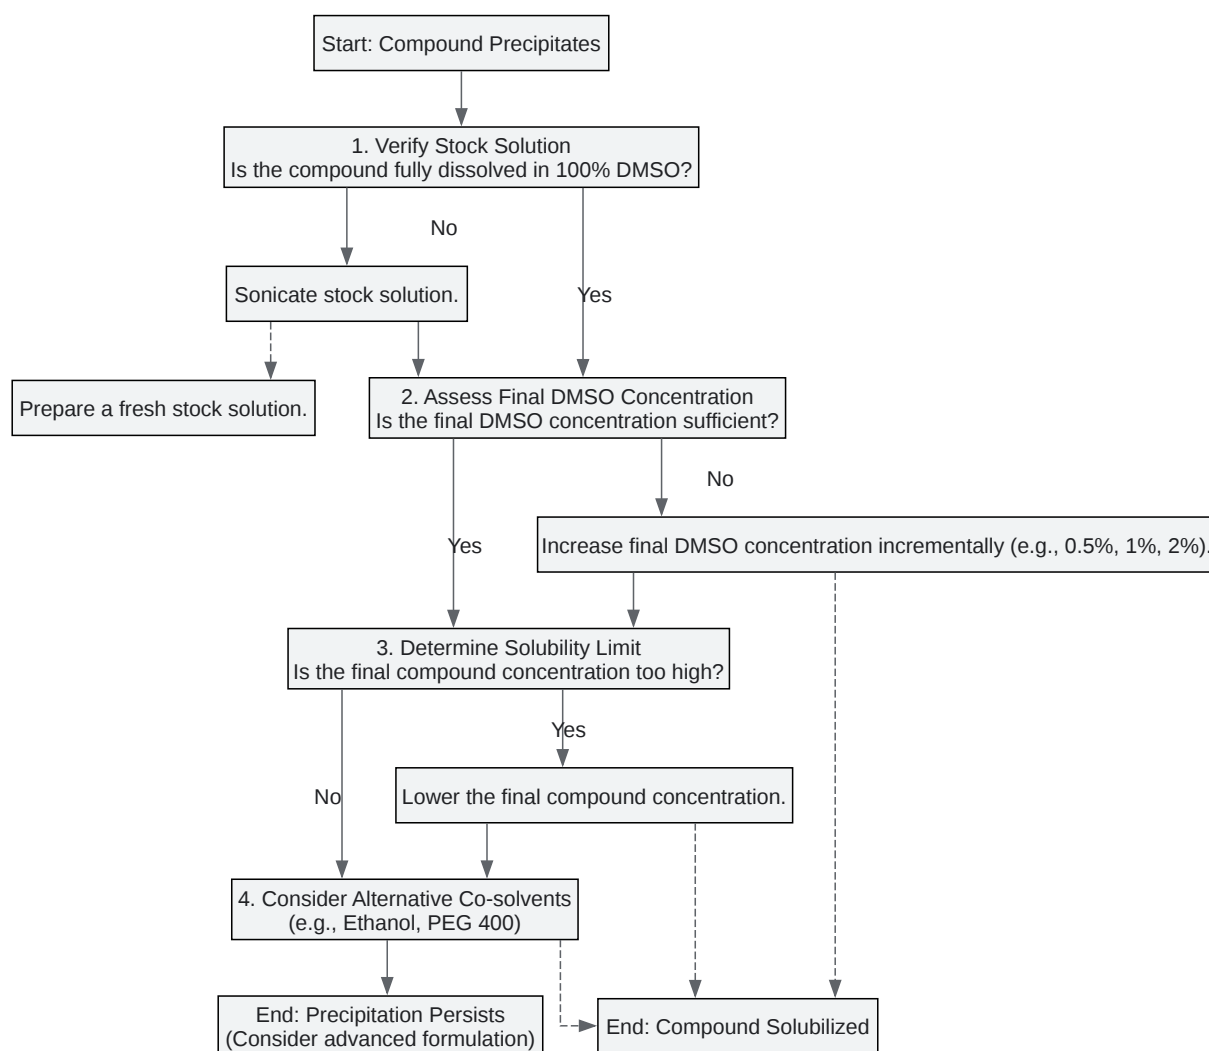 Start: Compound Precipitates
1. Verify Stock Solution
Is the compound fully dissolved in 100% DMSO?
No
Sonicate stock solution.
Yes
Prepare a fresh stock solution.
2. Assess Final DMSO Concentration
Is the final DMSO concentration sufficient?
No
Yes
Increase final DMSO concentration incrementally (e.g., 0.5%, 1%, 2%).
3. Determine Solubility Limit
Is the final compound concentration too high?
Yes
No
Lower the final compound concentration.
4. Consider Alternative Co-solvents
(e.g., Ethanol, PEG 400)
End: Precipitation Persists
(Consider advanced formulation)
End: Compound Solubilized